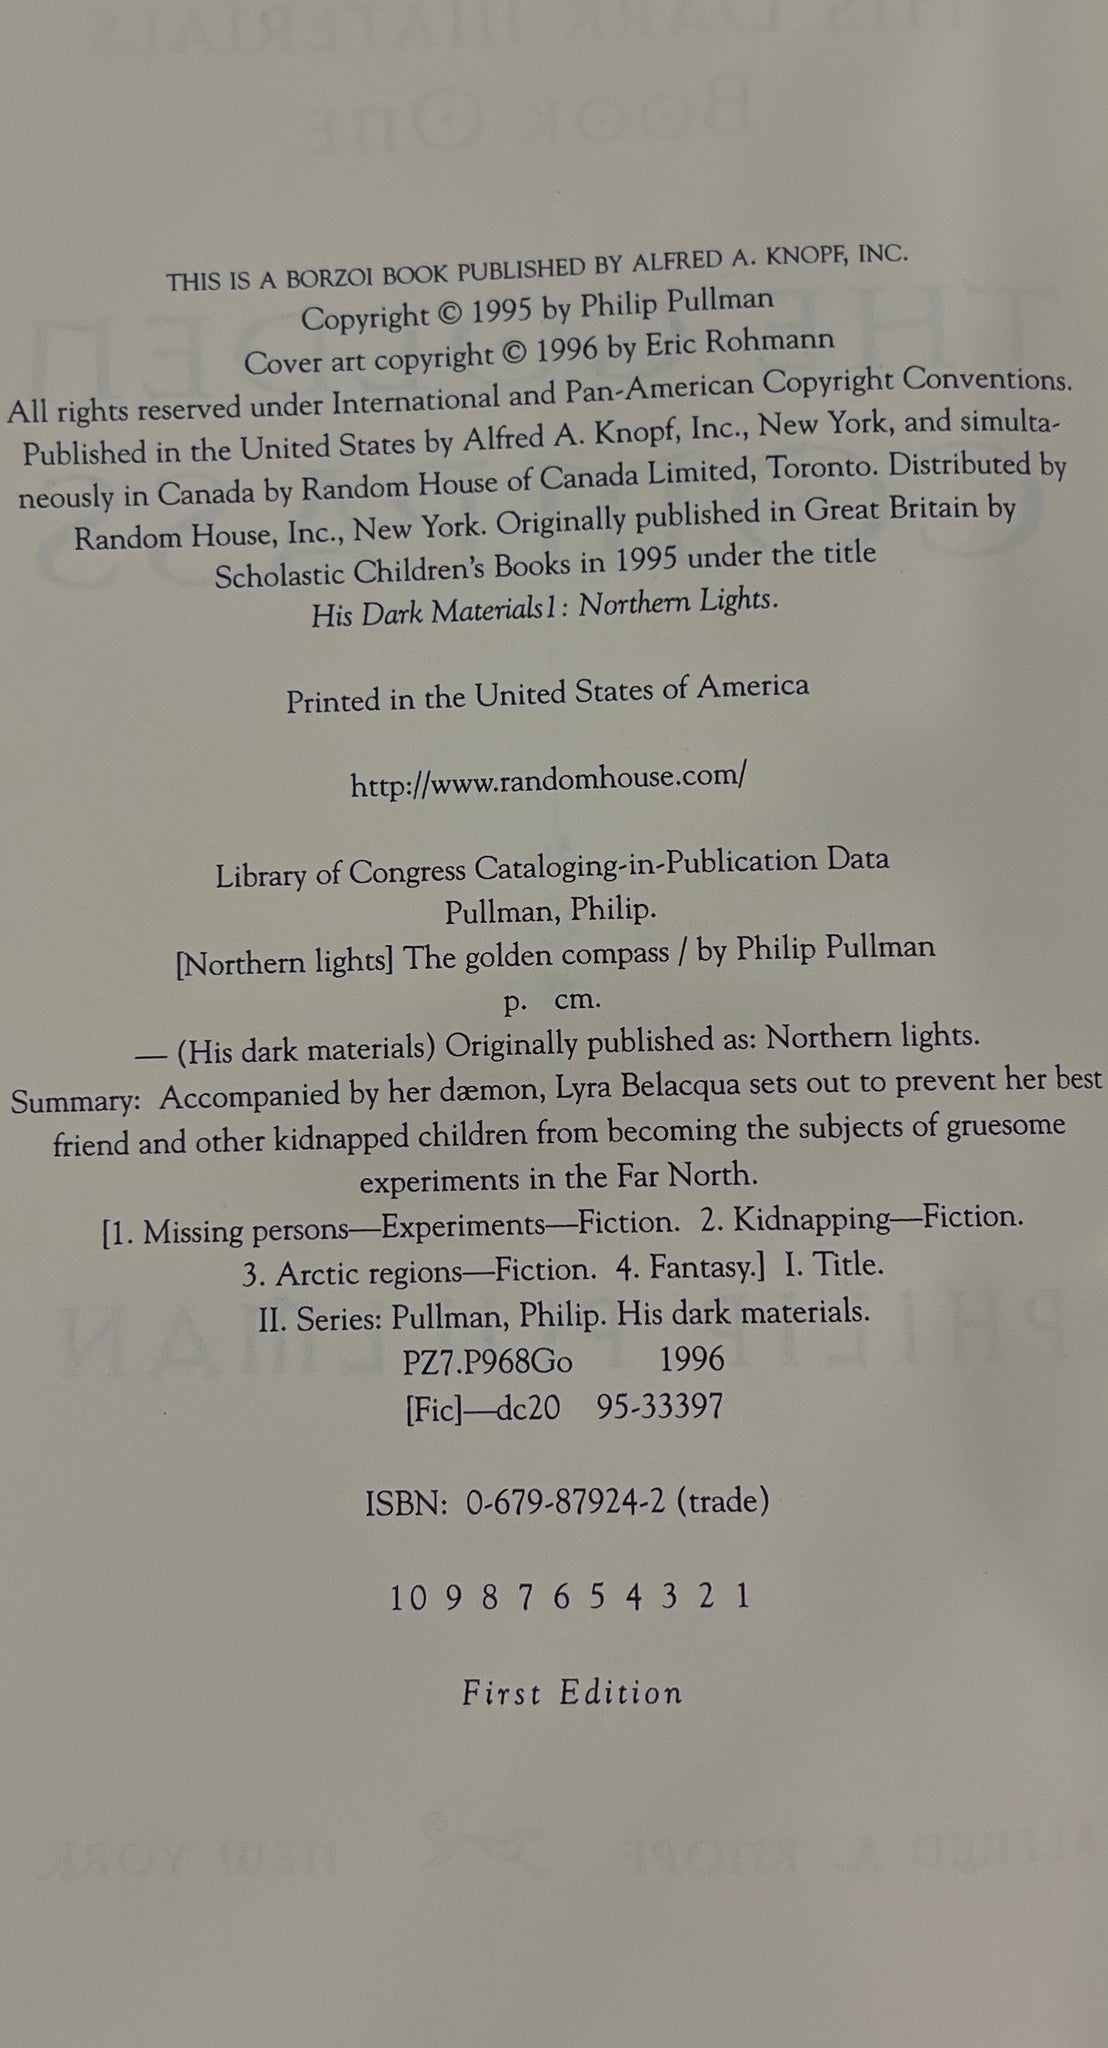 THIS IS A BORZOI BOOK PUBLISHED BY ALFRED A. KNOPF, INC.
Copyright © 1995 by Philip Pullman
Cover art copyright © 1996 by Eric Rohmann
All rights reserved under International and Pan-American Copyright Conventions.
Published in the United States by Alfred A. Knopf, Inc., New York, and simulta-
neously in Canada by Random House of Canada Limited, Toronto. Distributed by
Random House, Inc., New York. Originally published in Great Britain by
Scholastic Children's Books in 1995 under the title
His Dark Materials1: Northern Lights.
Printed in the United States of America
http://www.randomhouse.com/
Library of Congress Cataloging-in-Publication Data
Pullman, Philip.
[Northern lights] The golden compass / by Philip Pullman
p. cm.
— (His dark materials) Originally published as: Northern lights.
Summary: Accompanied by her dæmon, Lyra Belacqua sets out to prevent her best
friend and other kidnapped children from becoming the subjects of gruesome
experiments in the Far North.
[1. Missing persons—Experiments—Fiction. 2. Kidnapping—Fiction.
3. Arctic regions—Fiction. 4. Fantasy.] I. Title.
II. Series: Pullman, Philip. His dark materials.
PZ7.P968Go 1996
[Fic]—dc20 95-33397
ISBN: 0-679-87924-2 (trade)
10 9 8 7 6 5 4 3 2 1
First Edition